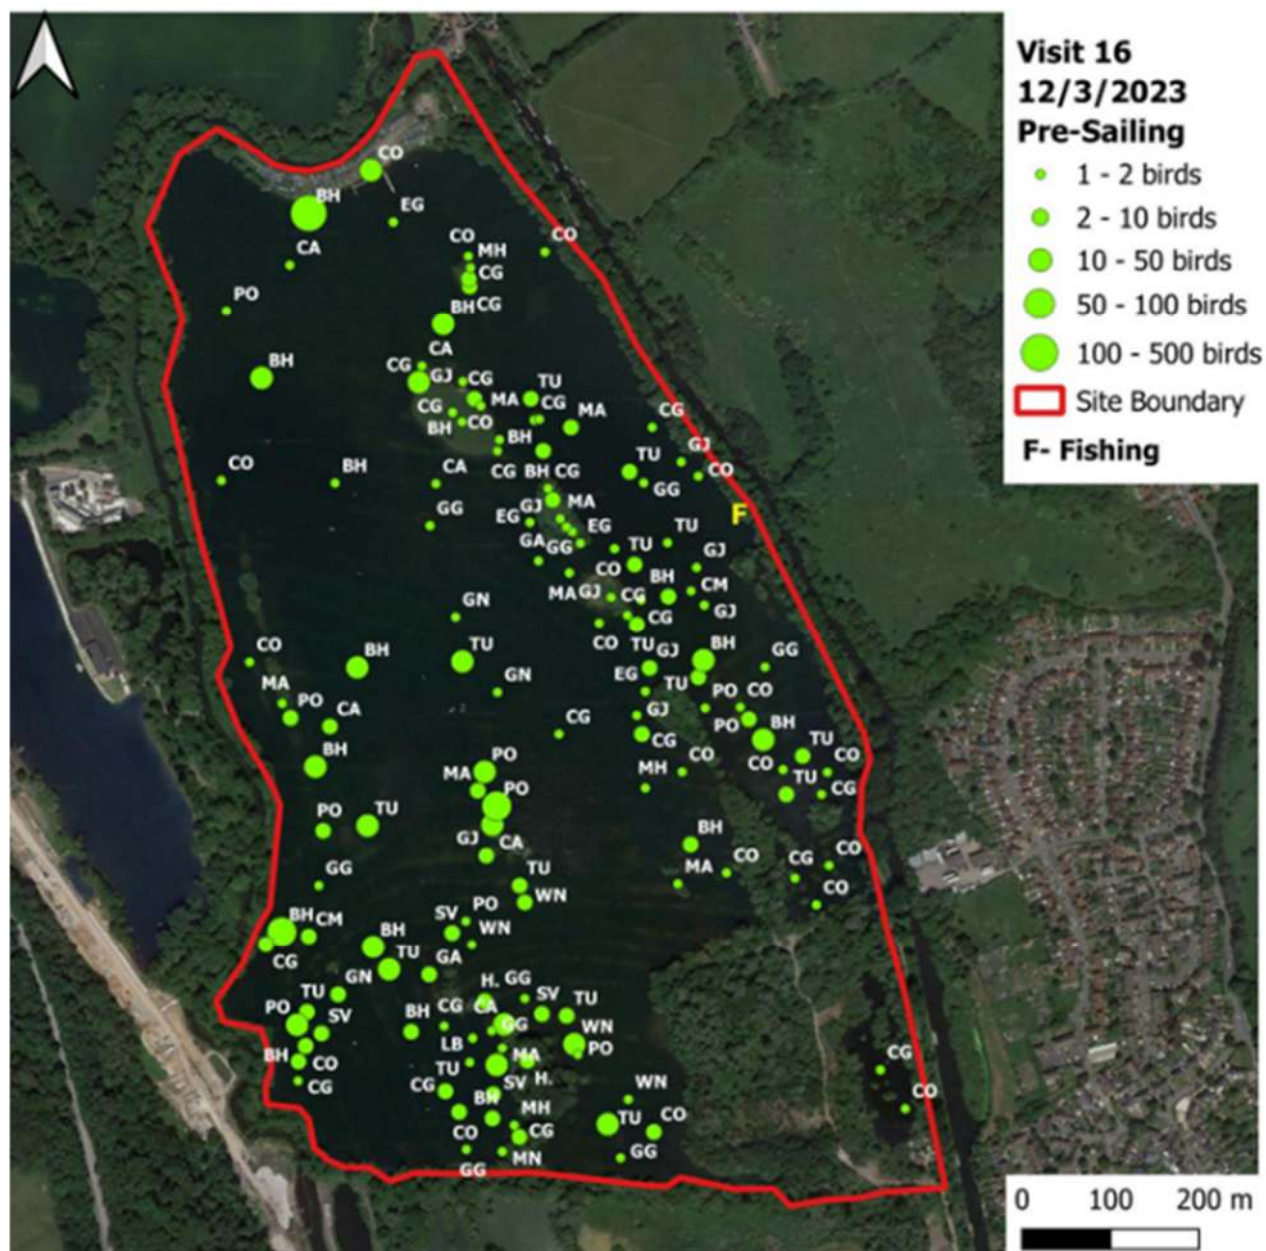 Visit 16
12/3/2023
Pre-Sailing
1 - 2 birds
2 - 10 birds
10 - 50 birds
50 - 100 birds
100 - 500 birds
Site Boundary
F- Fishing
CO
BH
EG
CA
CO
MH
CO
CG
PO
BH CG
CA
BH
CG GJ CG
TU
MA
CG
MA
CG
CG
BH CO
BH
GJ
CO
BH
CA
CG BH CG
TU
CO
GG
GG
GJ MA
EG
EG
F
TU
GA GG
TU
CO
GJ
BH
CM
MA GJ CG
GJ
GN
CG
CO
TU GJ
BH
GG
CO
BH
TU
EG
TU
GN
MA
PO
CA
PO CO
GJ
CG
PO
BH
CG
TU
CO
BH
PO
MH
CO
CO
TU
CG
MA
PO
PO
TU
GJ
CA
BH
MA
CO
CG
CO
CO
GG
TU
WN
PO
SV
WN
BH CM
BH
TU
CG
GA
GN
H. GG
TU
PO
SV
BH
CG
CA
SV
TU
GG
WN
PO
LB
BH
CO
CG
TU
MA
H.
CG
SV
BH
MH
WN
TU
CO
CO
CG
GG
MN
GG
CG
CO
0 100 200 m